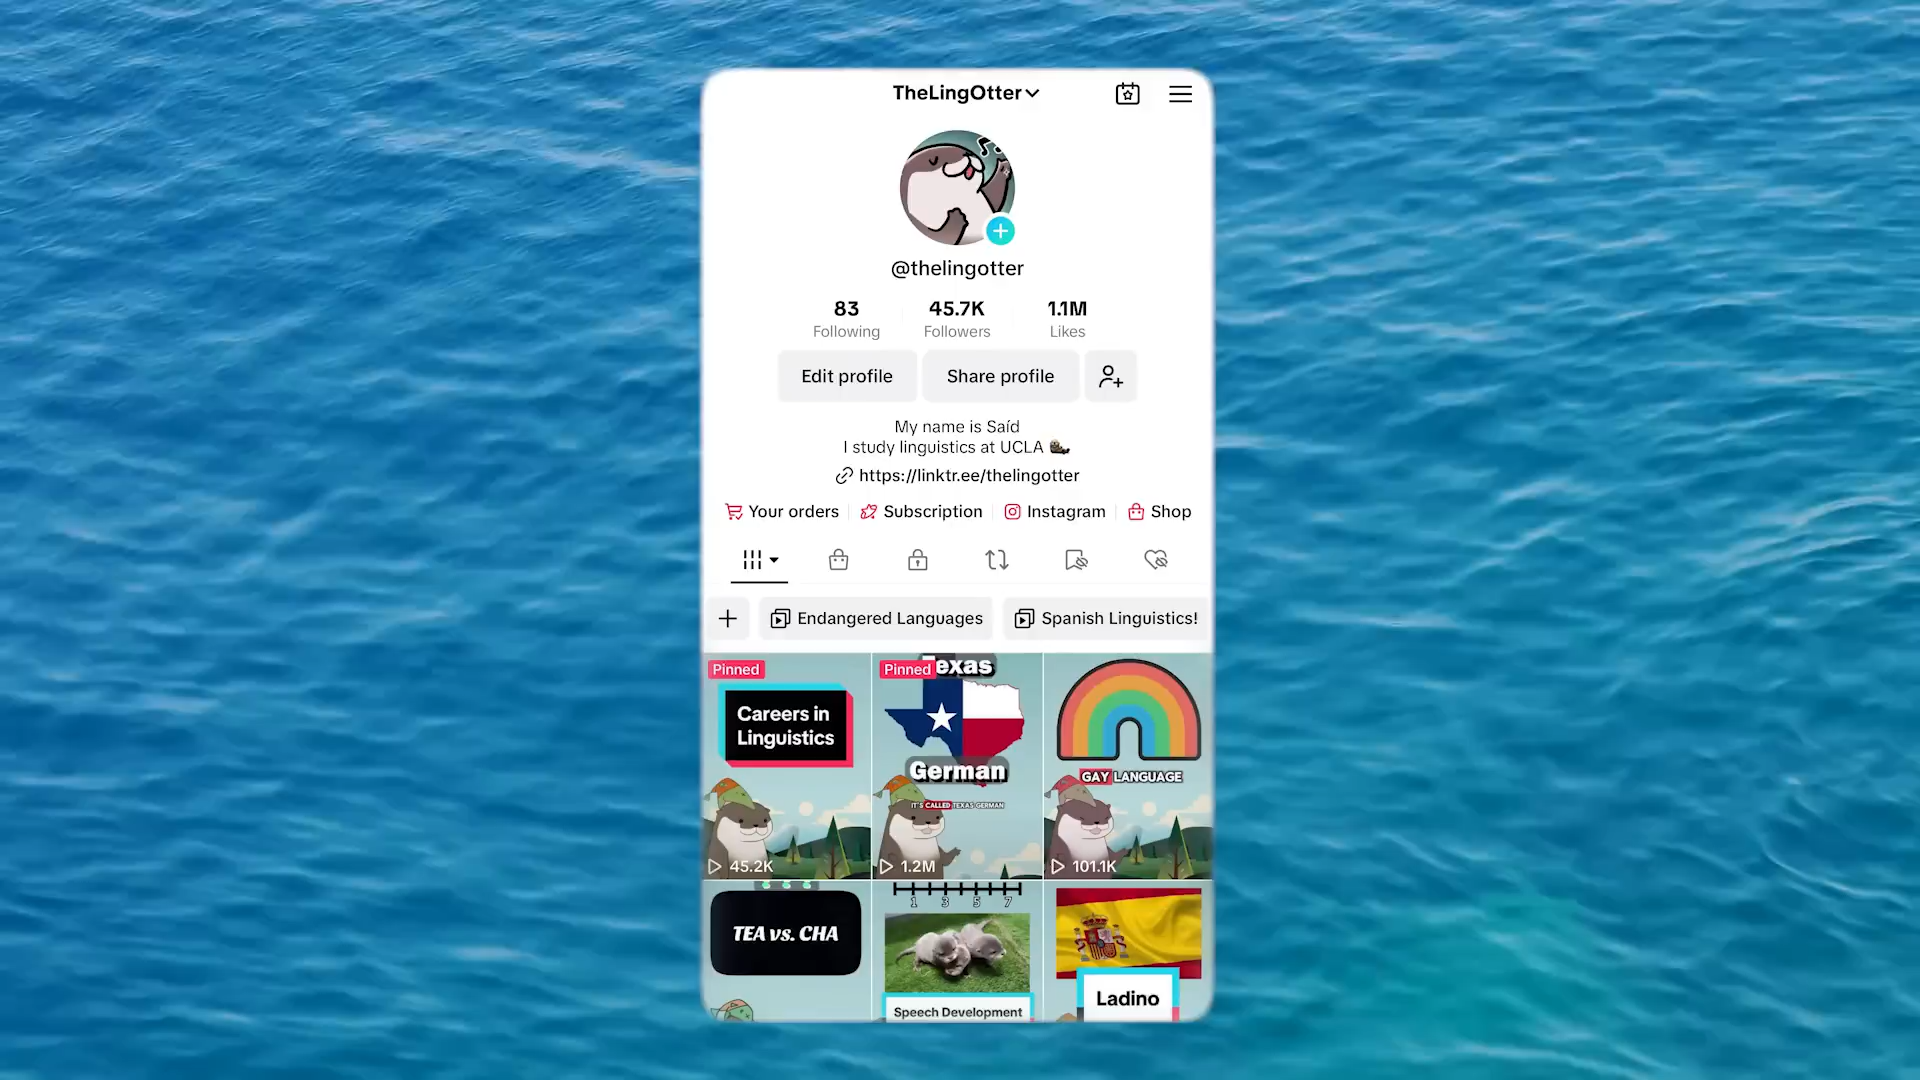 TheLingOtter
@thelingotter
83 45.7K 1.1M
Following Followers Likes
Edit profile Share profile
My name is Saíd
I study linguistics at UCLA
https://linktr.ee/thelingotter
Your orders Subscription Instagram Shop
Endangered Languages Spanish Linguistics!
Pinned
Careers in
Linguistics
45.2K
Pinned
Texas
German
IT'S CALLED TEXAS GERMAN
1.2M
GAY LANGUAGE
101.1K
TEA vs. CHA
1 3 5 7
Speech Development
Ladino